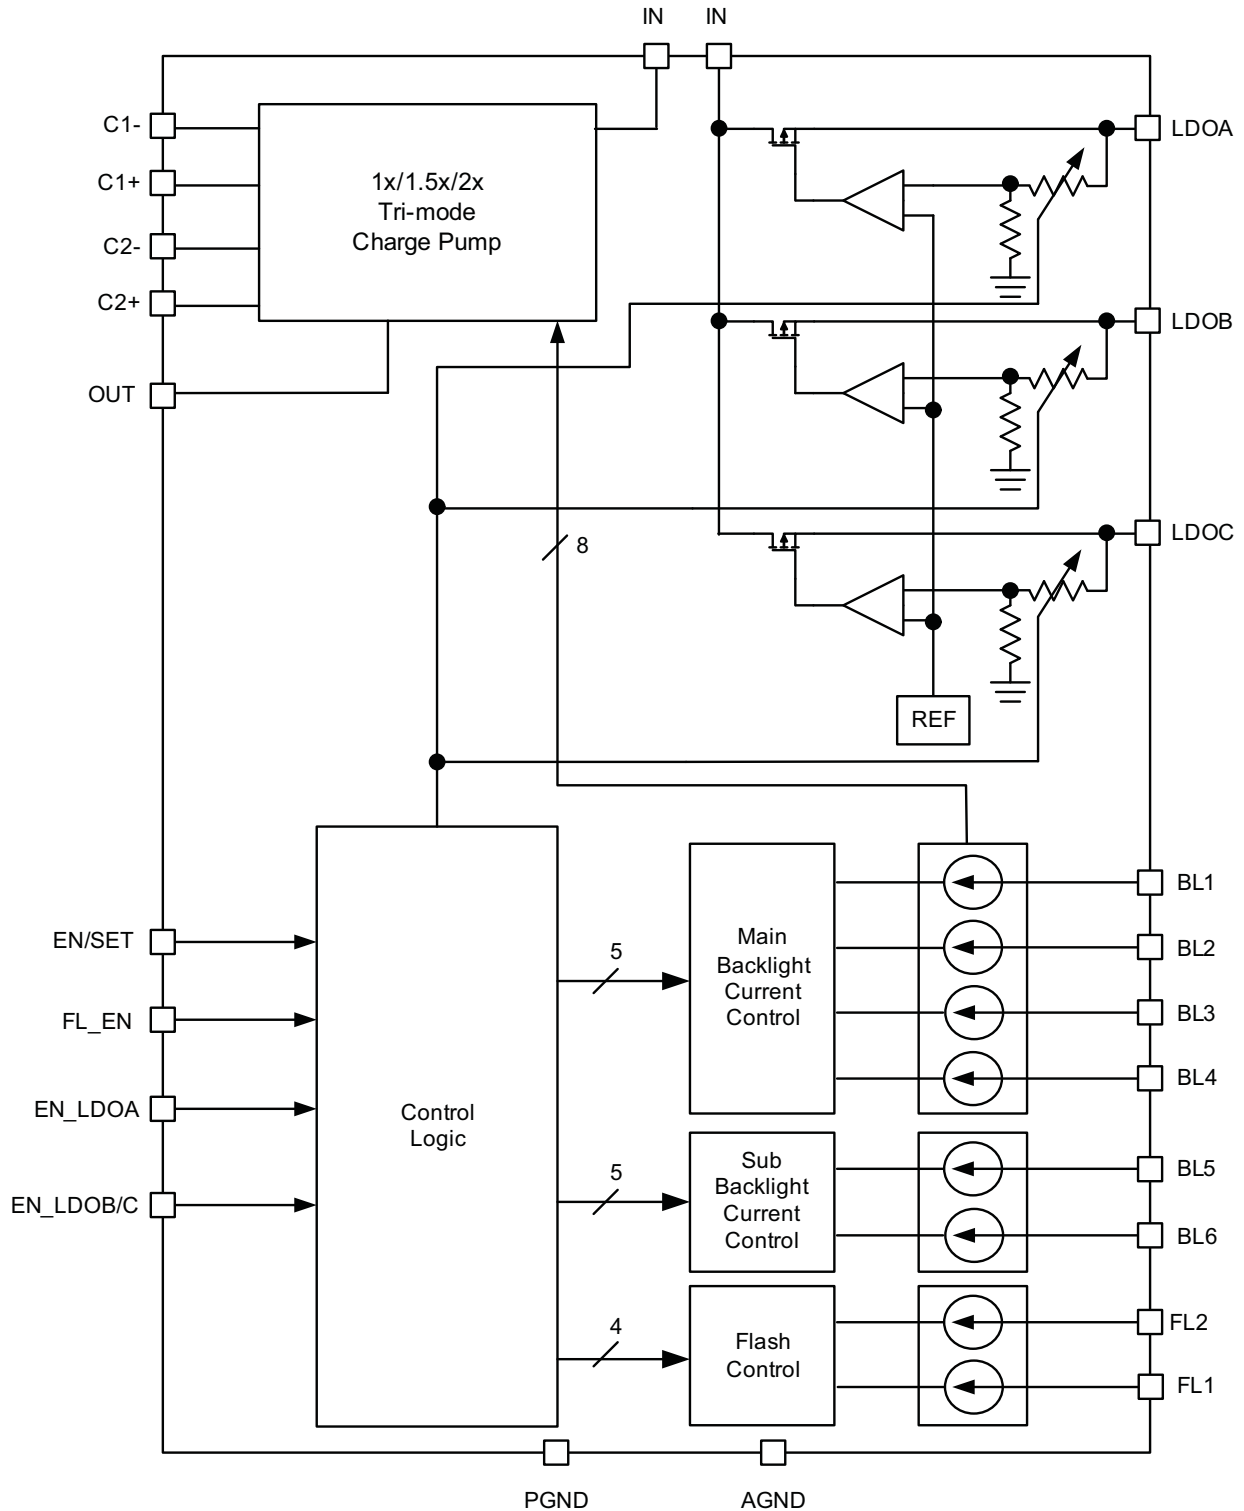 IN
IN
C1-
C1+
C2-
C2+
OUT
1x/1.5x/2x
Tri-mode
Charge Pump
LDOA
LDOB
LDOC
8
REF
EN/SET
FL_EN
EN_LDOA
EN_LDOB/C
Control
Logic
5
5
4
Main
Backlight
Current
Control
Sub
Backlight
Current
Control
Flash
Control
BL1
BL2
BL3
BL4
BL5
BL6
FL2
FL1
PGND
AGND